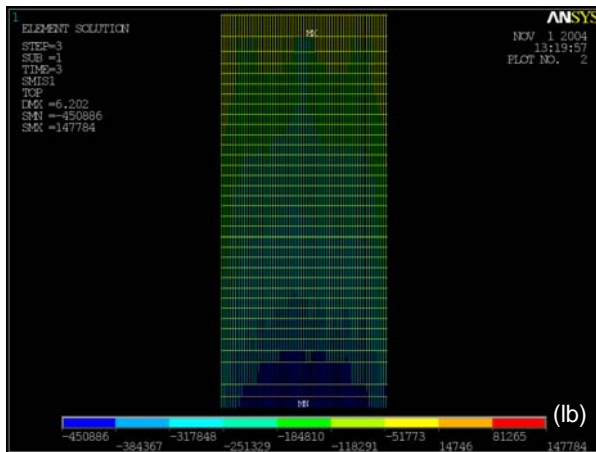 1
ELEMENT SOLUTION
STEP=3
SUB =1
TIME=3
SMIS1
TOP
DMX =6.202
SMN =-450886
SMX =147784
ANSYS
NOV 1 2004
13:19:57
PLOT NO. 2
MX
MN
(lb)
-450886 -317848 -184810 -51773 81265
-384367 -251329 -118291 14746 147784